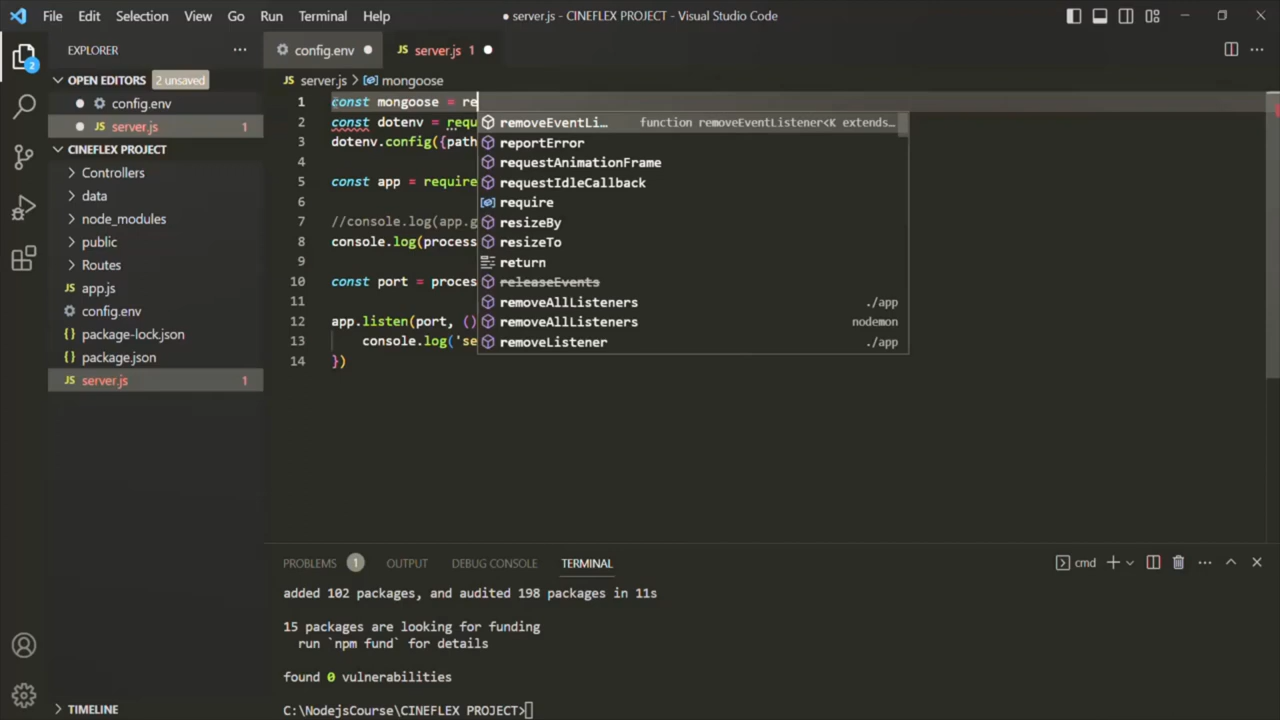 File Edit Selection View Go Run Terminal Help
● server.js - CINEFLEX PROJECT - Visual Studio Code
EXPLORER
2
OPEN EDITORS 2 unsaved
config.env
server.js 1
CINEFLEX PROJECT
Controllers
data
node_modules
public
Routes
app.js
config.env
package-lock.json
package.json
server.js 1
TIMELINE
config.env
JS server.js 1
JS server.js > mongoose
1 const mongoose = re
2 const dotenv = requ
3 dotenv.config({path
4
5 const app = require
6
7 //console.log(app.g
8 console.log(process
9
10 const port = proces
11
12 app.listen(port, ()
13 console.log('se
14 })
removeEventLi… function removeEventListener<K extends…
reportError
requestAnimationFrame
requestIdleCallback
require
resizeBy
resizeTo
return
releaseEvents
removeAllListeners ./app
removeAllListeners nodemon
removeListener ./app
PROBLEMS 1 OUTPUT DEBUG CONSOLE TERMINAL
cmd
added 102 packages, and audited 198 packages in 11s
15 packages are looking for funding
run `npm fund` for details
found 0 vulnerabilities
C:\NodejsCourse\CINEFLEX PROJECT>